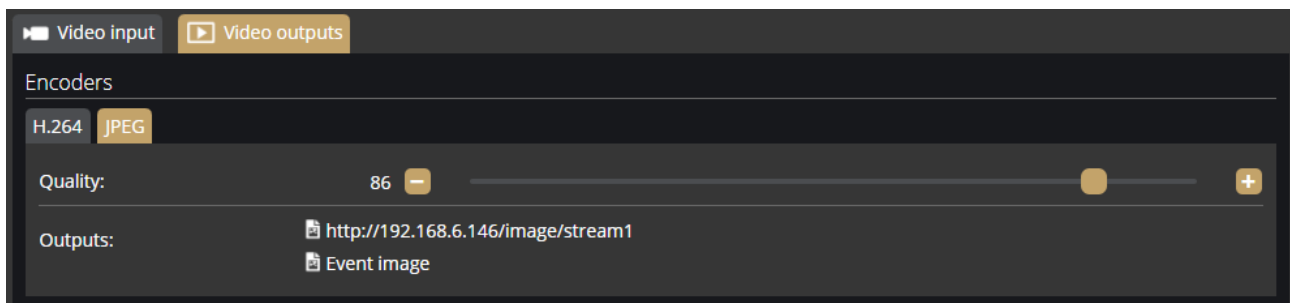 Video input Video outputs
Encoders
H.264 JPEG
Quality: 86
Outputs: http://192.168.6.146/image/stream1
Event image